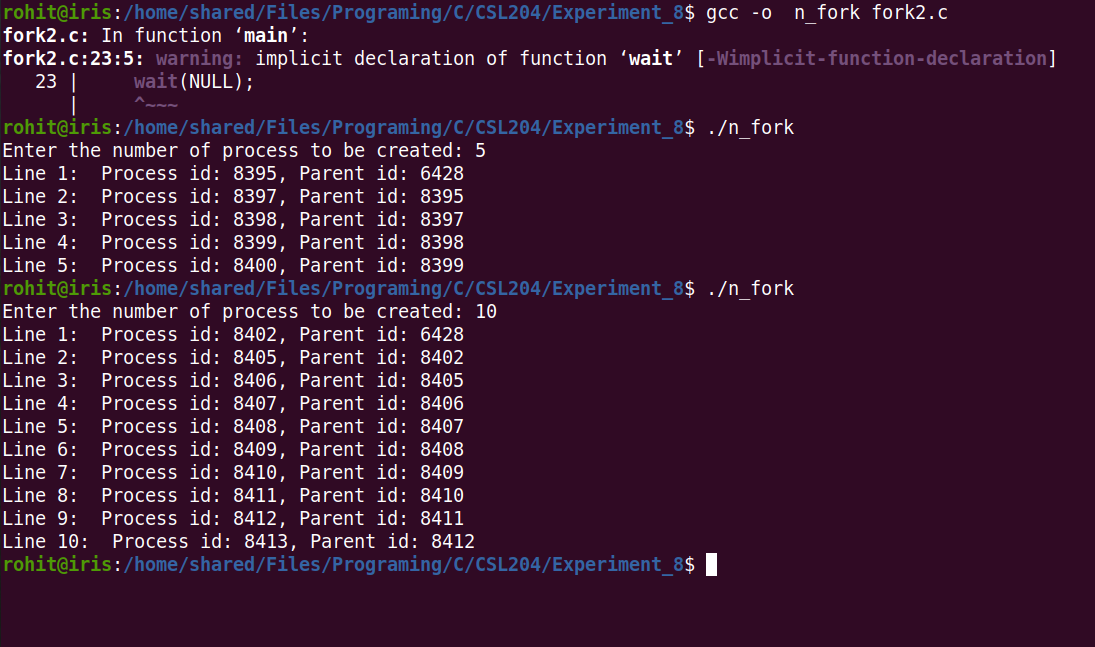 rohit@iris:/home/shared/Files/Programing/C/CSL204/Experiment_8$ gcc -o  n_fork fork2.c
fork2.c: In function ‘main’:
fork2.c:23:5: warning: implicit declaration of function ‘wait’ [-Wimplicit-function-declaration]
   23 |     wait(NULL);
      |     ^~~~
rohit@iris:/home/shared/Files/Programing/C/CSL204/Experiment_8$ ./n_fork
Enter the number of process to be created: 5
Line 1:  Process id: 8395, Parent id: 6428
Line 2:  Process id: 8397, Parent id: 8395
Line 3:  Process id: 8398, Parent id: 8397
Line 4:  Process id: 8399, Parent id: 8398
Line 5:  Process id: 8400, Parent id: 8399
rohit@iris:/home/shared/Files/Programing/C/CSL204/Experiment_8$ ./n_fork
Enter the number of process to be created: 10
Line 1:  Process id: 8402, Parent id: 6428
Line 2:  Process id: 8405, Parent id: 8402
Line 3:  Process id: 8406, Parent id: 8405
Line 4:  Process id: 8407, Parent id: 8406
Line 5:  Process id: 8408, Parent id: 8407
Line 6:  Process id: 8409, Parent id: 8408
Line 7:  Process id: 8410, Parent id: 8409
Line 8:  Process id: 8411, Parent id: 8410
Line 9:  Process id: 8412, Parent id: 8411
Line 10:  Process id: 8413, Parent id: 8412
rohit@iris:/home/shared/Files/Programing/C/CSL204/Experiment_8$